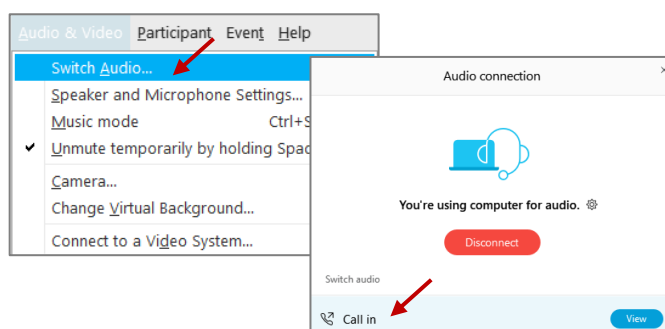 Audio & Video Participant Event Help
Switch Audio...
Speaker and Microphone Settings...
Music mode Ctrl+S
Unmute temporarily by holding Spac
Camera...
Change Virtual Background...
Connect to a Video System...
Audio connection
You're using computer for audio.
Disconnect
Switch audio
Call in
View